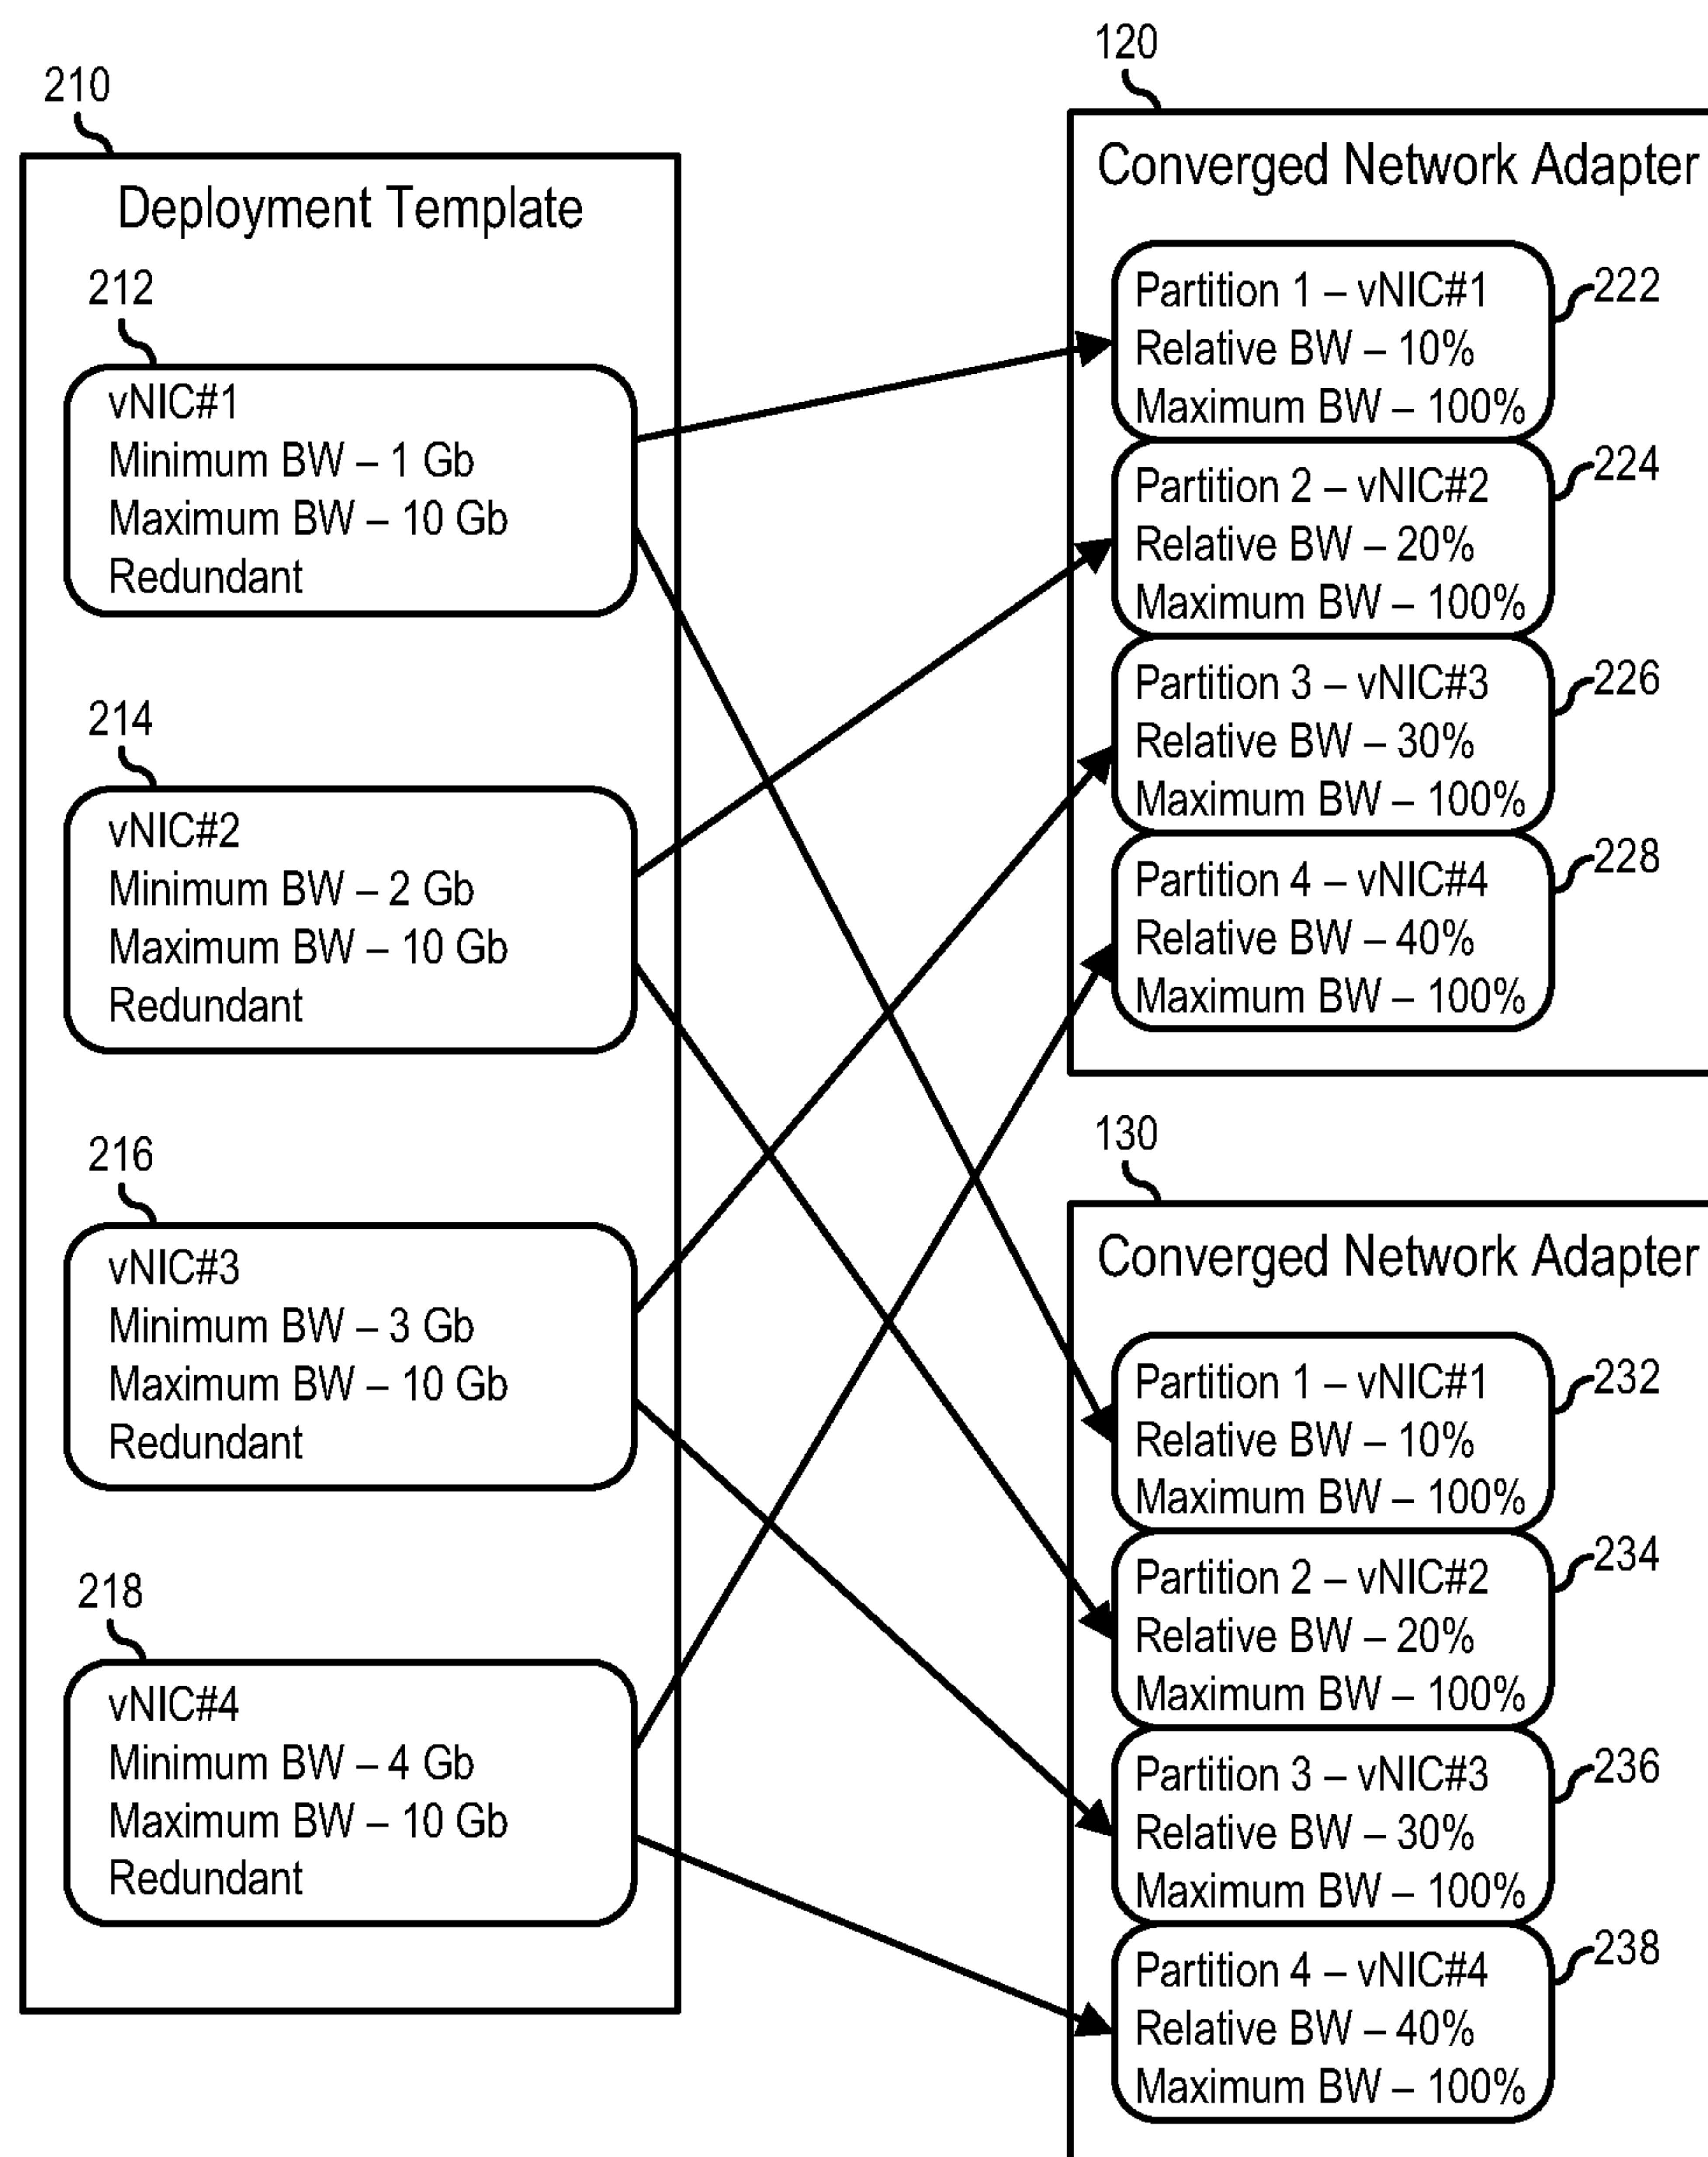 210
Deployment Template
212
vNIC#1
Minimum BW – 1 Gb
Maximum BW – 10 Gb
Redundant
214
vNIC#2
Minimum BW – 2 Gb
Maximum BW – 10 Gb
Redundant
216
vNIC#3
Minimum BW – 3 Gb
Maximum BW – 10 Gb
Redundant
218
vNIC#4
Minimum BW – 4 Gb
Maximum BW – 10 Gb
Redundant
120
Converged Network Adapter
Partition 1 – vNIC#1
Relative BW – 10%
Maximum BW – 100%
222
Partition 2 – vNIC#2
Relative BW – 20%
Maximum BW – 100%
224
Partition 3 – vNIC#3
Relative BW – 30%
Maximum BW – 100%
226
Partition 4 – vNIC#4
Relative BW – 40%
Maximum BW – 100%
228
130
Converged Network Adapter
Partition 1 – vNIC#1
Relative BW – 10%
Maximum BW – 100%
232
Partition 2 – vNIC#2
Relative BW – 20%
Maximum BW – 100%
234
Partition 3 – vNIC#3
Relative BW – 30%
Maximum BW – 100%
236
Partition 4 – vNIC#4
Relative BW – 40%
Maximum BW – 100%
238